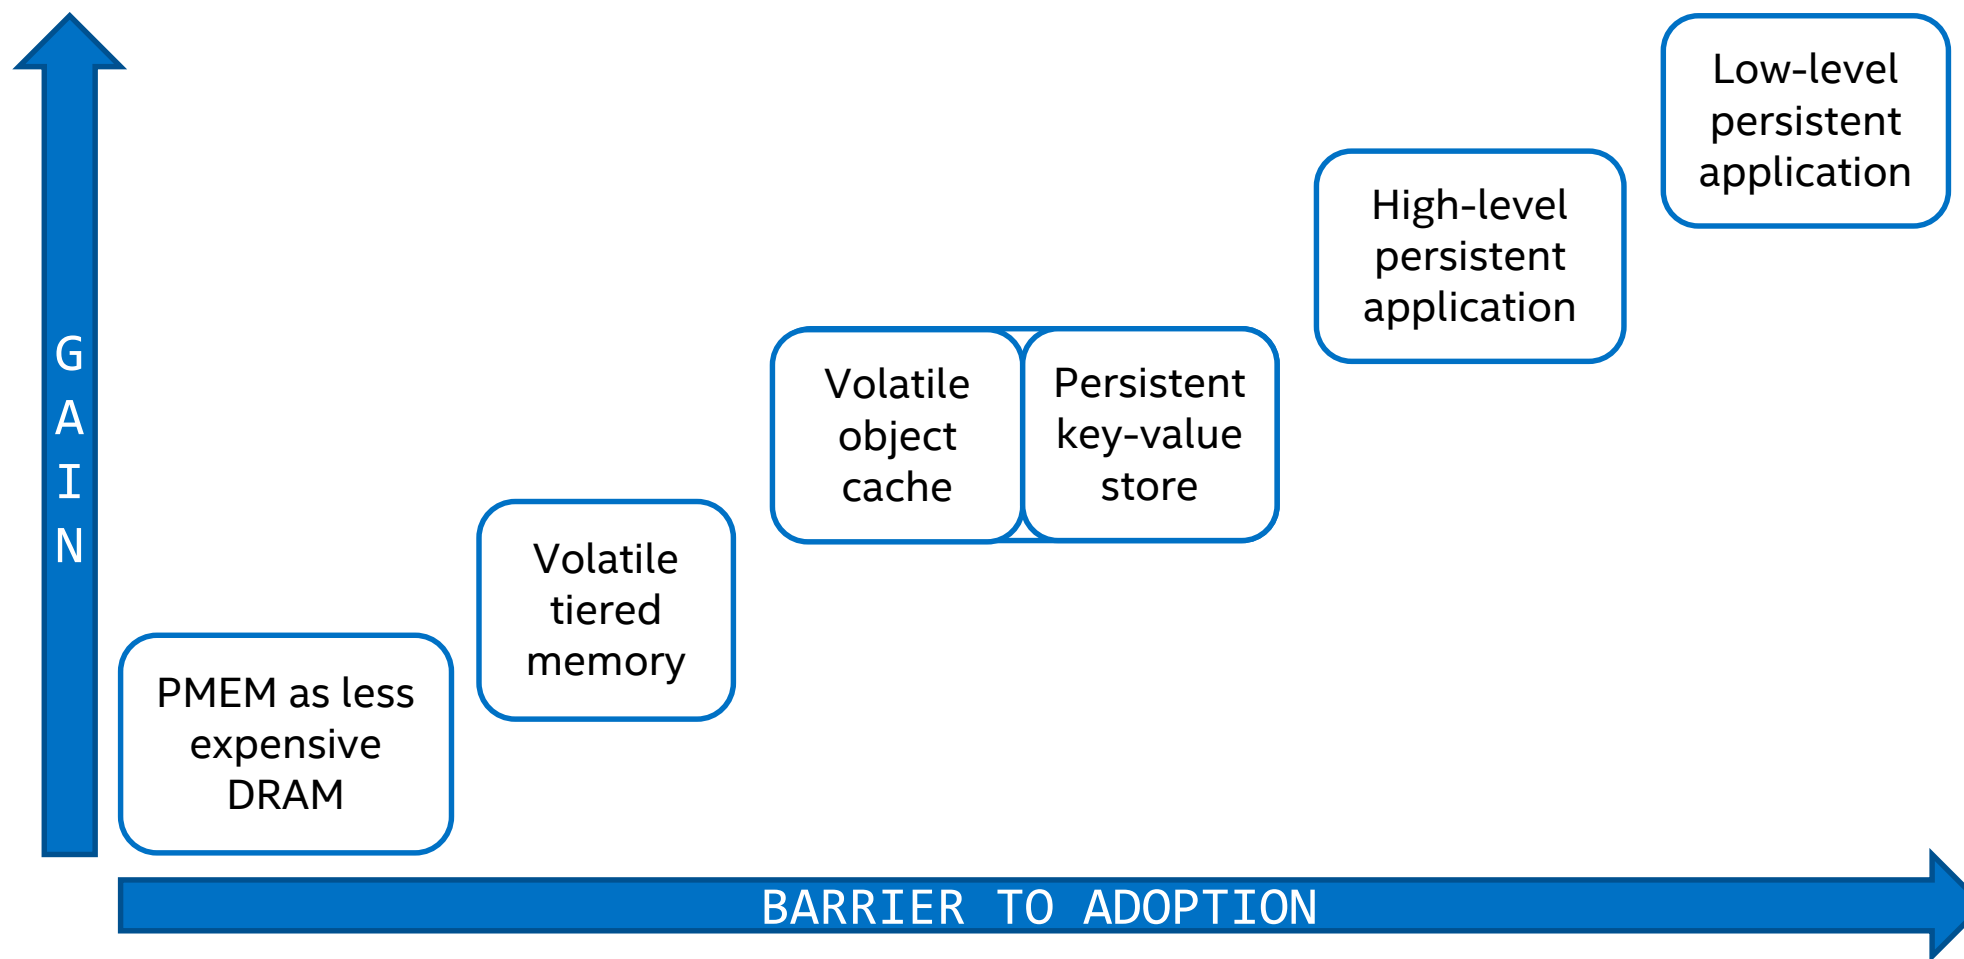 G
A
I
N
PMEM as less
expensive
DRAM
Volatile
tiered
memory
Volatile
object
cache
Persistent
key-value
store
High-level
persistent
application
Low-level
persistent
application
BARRIER TO ADOPTION